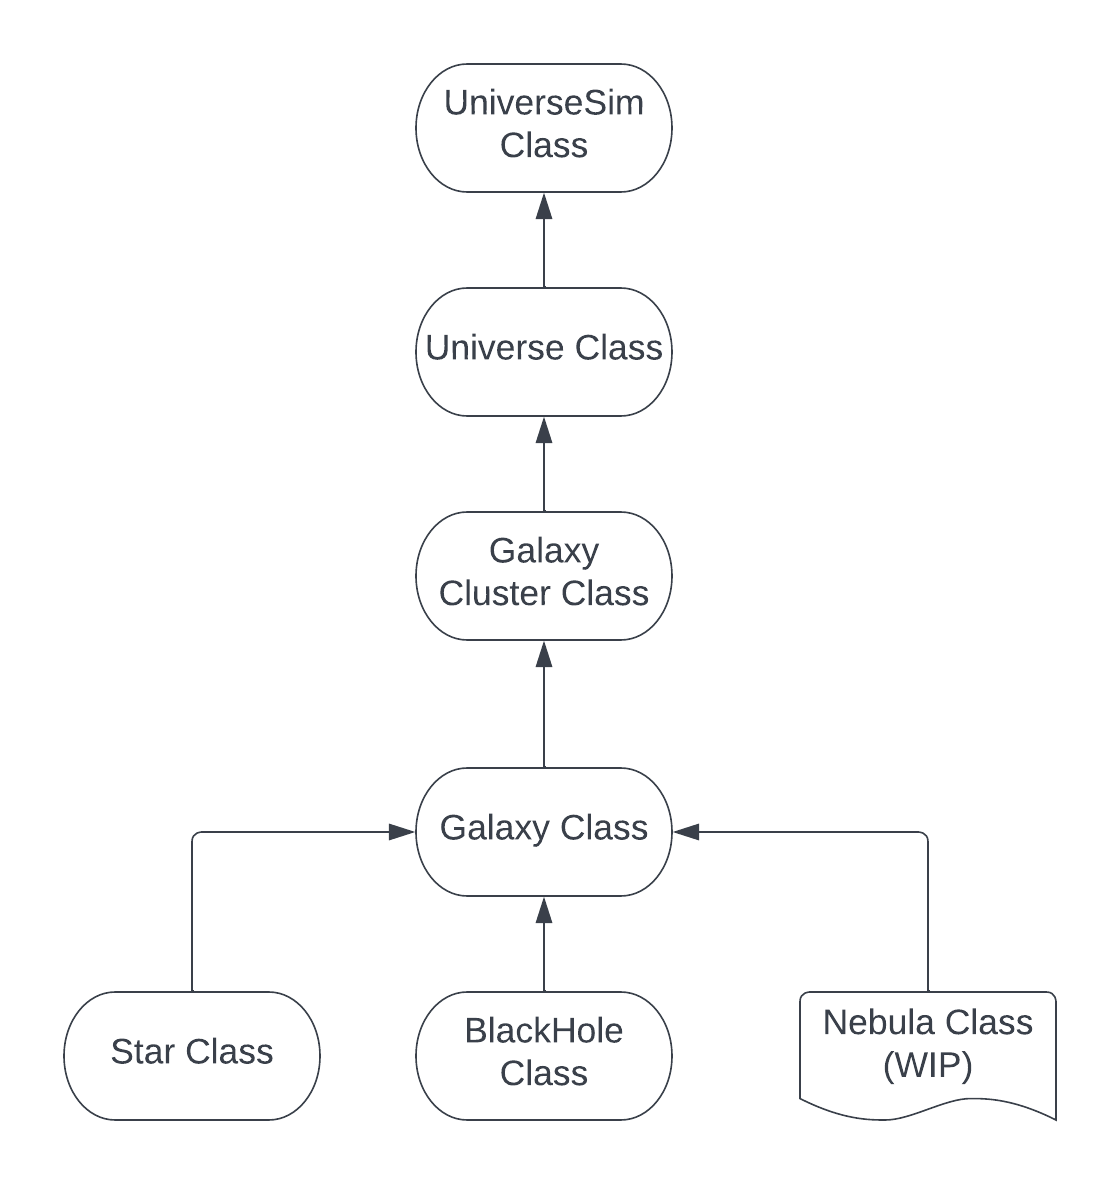 UniverseSim
Class
Universe Class
Galaxy
Cluster Class
Galaxy Class
Star Class
BlackHole
Class
Nebula Class
(WIP)